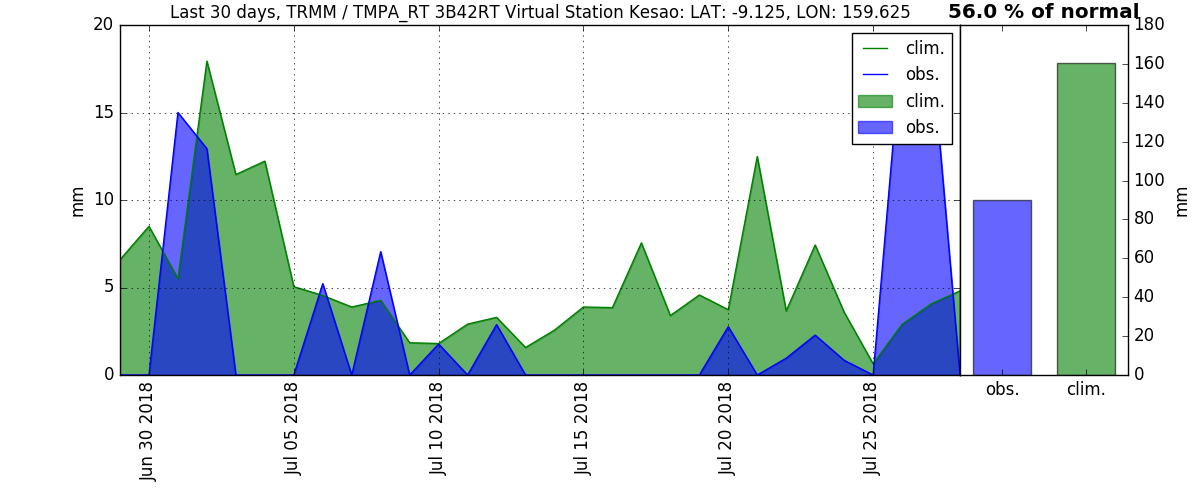 Last 30 days, TRMM / TMPA_RT 3B42RT Virtual Station Kesao: LAT: -9.125, LON: 159.625
56.0 % of normal
clim.
obs.
clim.
obs.
20
15
10
5
0
mm
Jun 30 2018
Jul 05 2018
Jul 10 2018
Jul 15 2018
Jul 20 2018
Jul 25 2018
180
160
140
120
100
80
60
40
20
0
mm
obs.
clim.